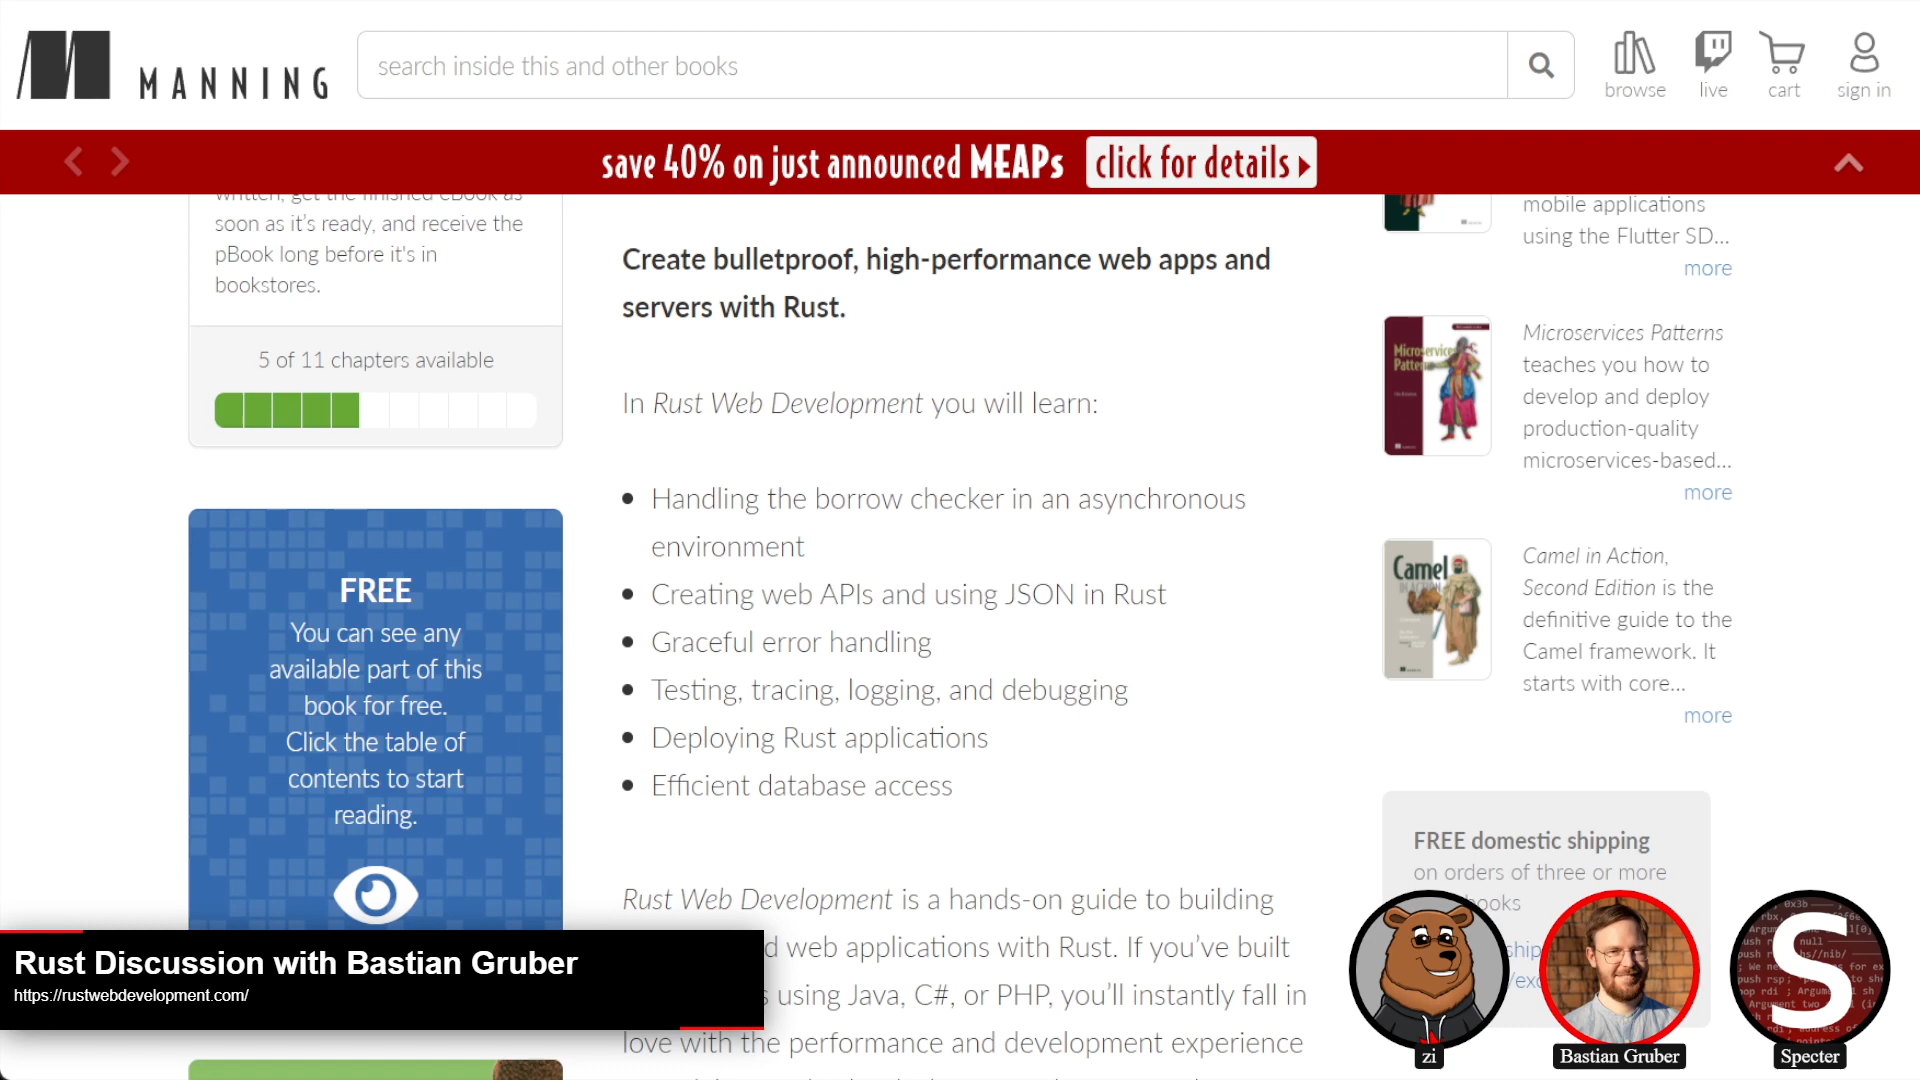 MANNING
search inside this and other books
browse
live
cart
sign in
save 40% on just announced MEAPs
click for details
written, get the finished eBook as
soon as it's ready, and receive the
pBook long before it's in
bookstores.
5 of 11 chapters available
FREE
You can see any
available part of this
book for free.
Click the table of
contents to start
reading.
Create bulletproof, high-performance web apps and
servers with Rust.
In Rust Web Development you will learn:
Handling the borrow checker in an asynchronous
environment
Creating web APIs and using JSON in Rust
Graceful error handling
Testing, tracing, logging, and debugging
Deploying Rust applications
Efficient database access
Rust Web Development is a hands-on guide to building
web applications with Rust. If you've built
using Java, C#, or PHP, you'll instantly fall in
love with the performance and development experience
mobile applications
using the Flutter SD...
more
Microservices
Microservices Patterns
teaches you how to
develop and deploy
production-quality
microservices-based...
more
Camel
Camel in Action,
Second Edition is the
definitive guide to the
Camel framework. It
starts with core...
more
FREE domestic shipping
on orders of three or more
Rust Discussion with Bastian Gruber
https://rustwebdevelopment.com/
zi
Bastian Gruber
S
Specter